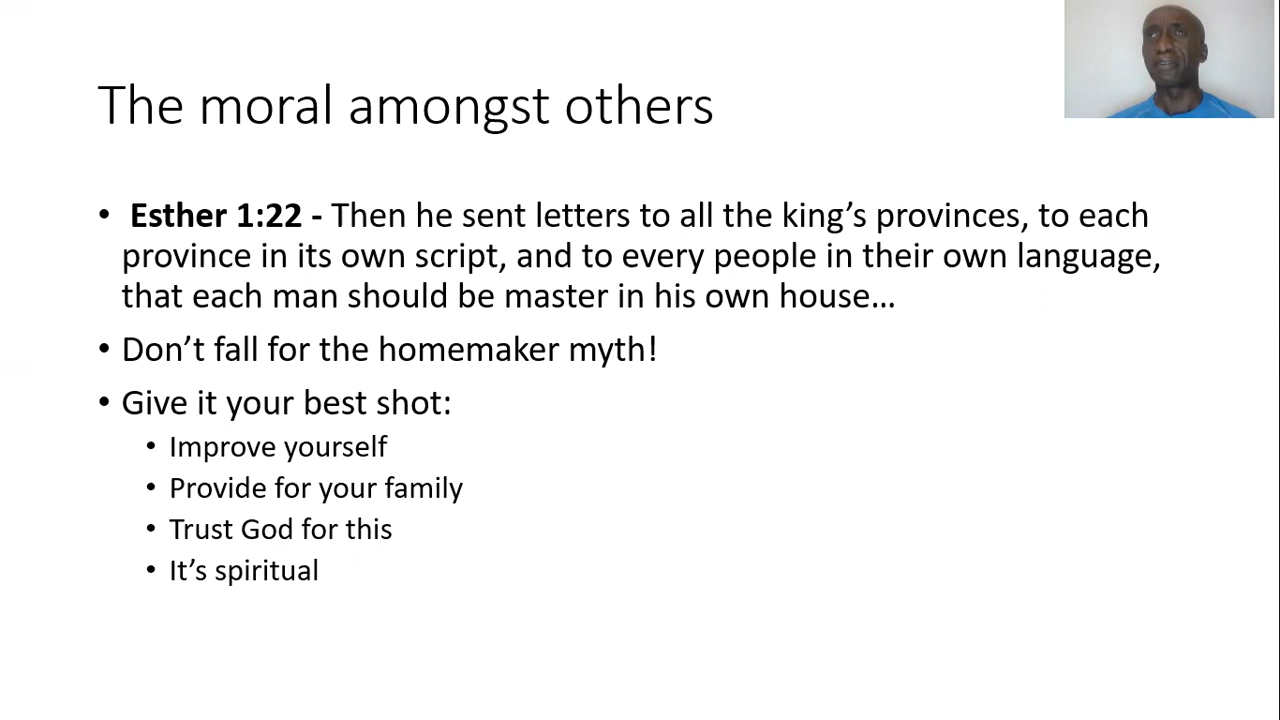 The moral amongst others
• Esther 1:22 - Then he sent letters to all the king’s provinces, to each
province in its own script, and to every people in their own language,
that each man should be master in his own house…
• Don’t fall for the homemaker myth!
• Give it your best shot:
• Improve yourself
• Provide for your family
• Trust God for this
• It’s spiritual